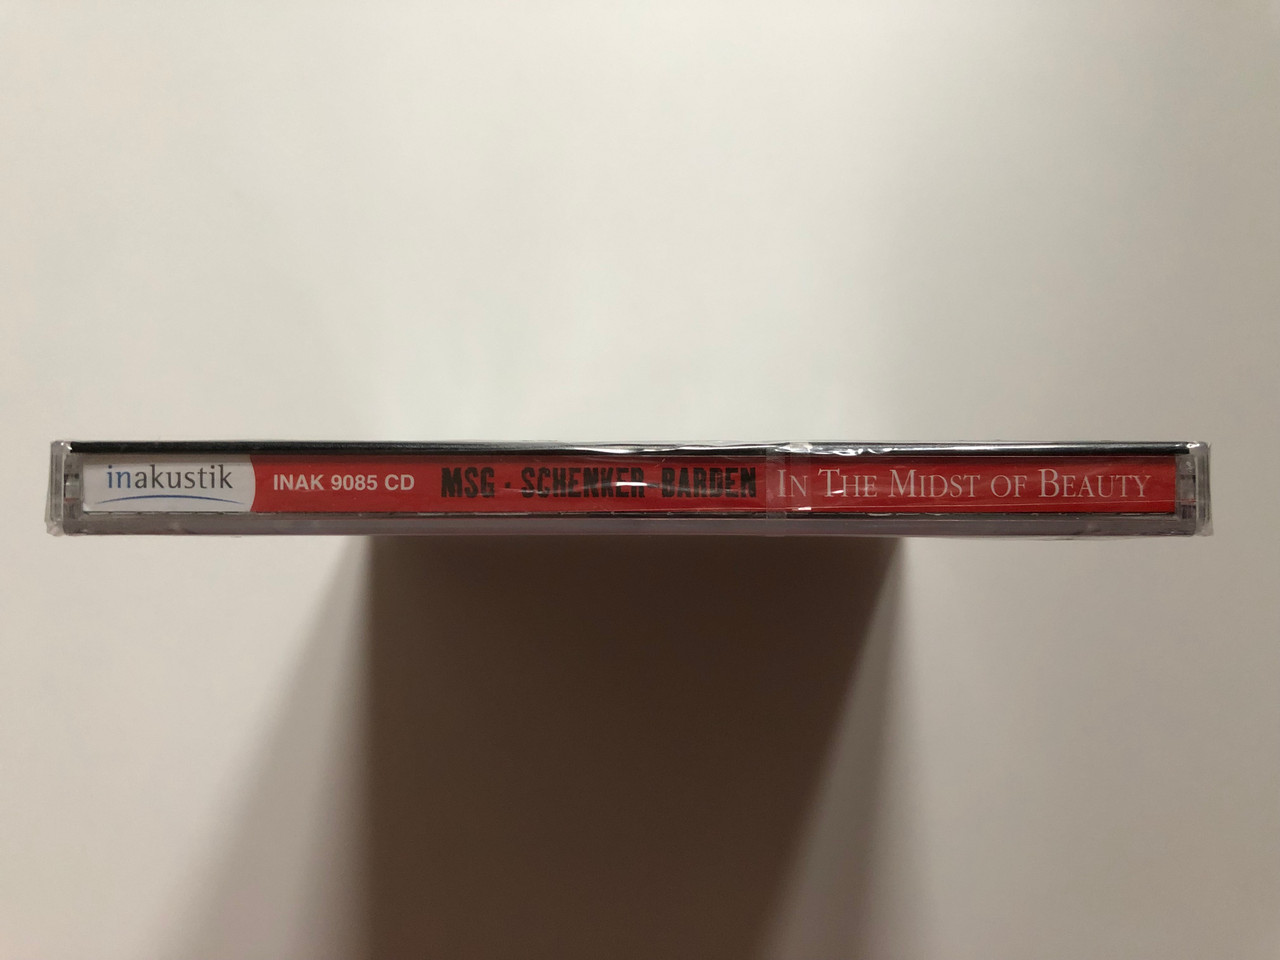 inakustik INAK 9085 CD MSG · SCHENKER BARDEN IN THE MIDST OF BEAUTY